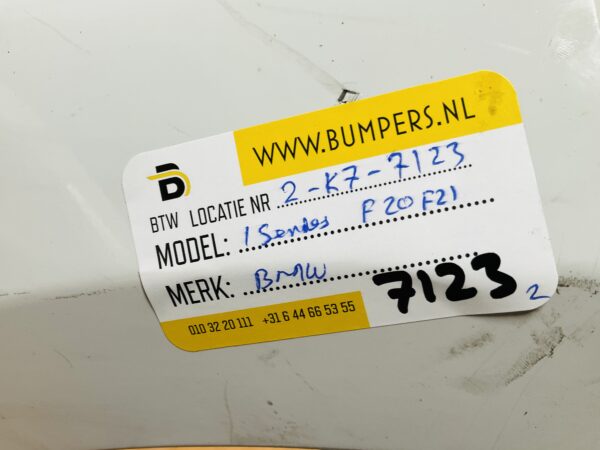 WWW.BUMPERS.NL
BTW LOCATIE NR 2-K7-7123
MODEL: 1 Series F20 F21
MERK: BMW
7123 2
010 32 20 111 +31 6 44 66 53 55